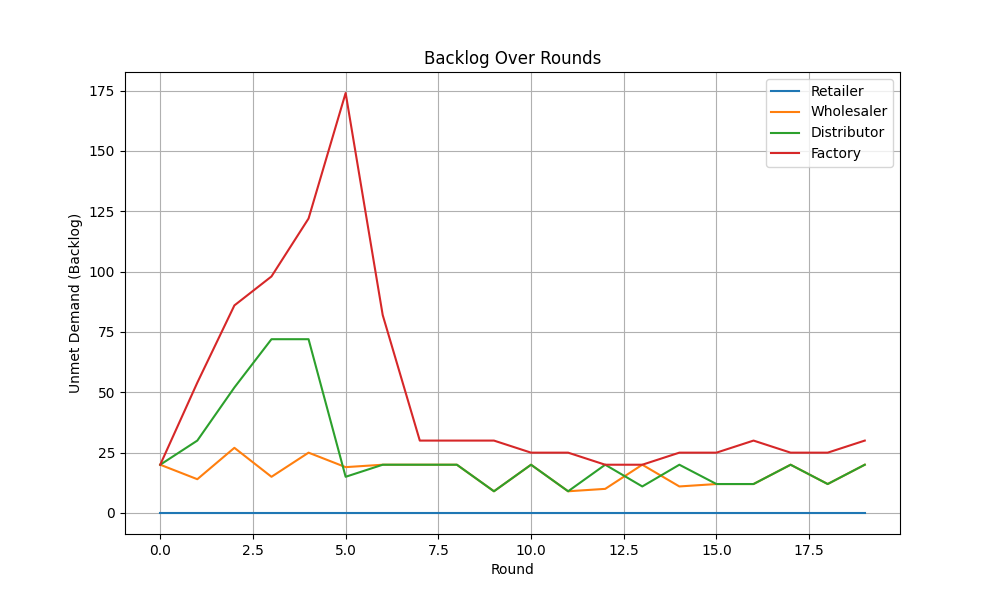 Backlog Over Rounds
Retailer
Wholesaler
Distributor
Factory
Unmet Demand (Backlog)
175
150
125
100
75
50
25
0
0.0 2.5 5.0 7.5 10.0 12.5 15.0 17.5
Round